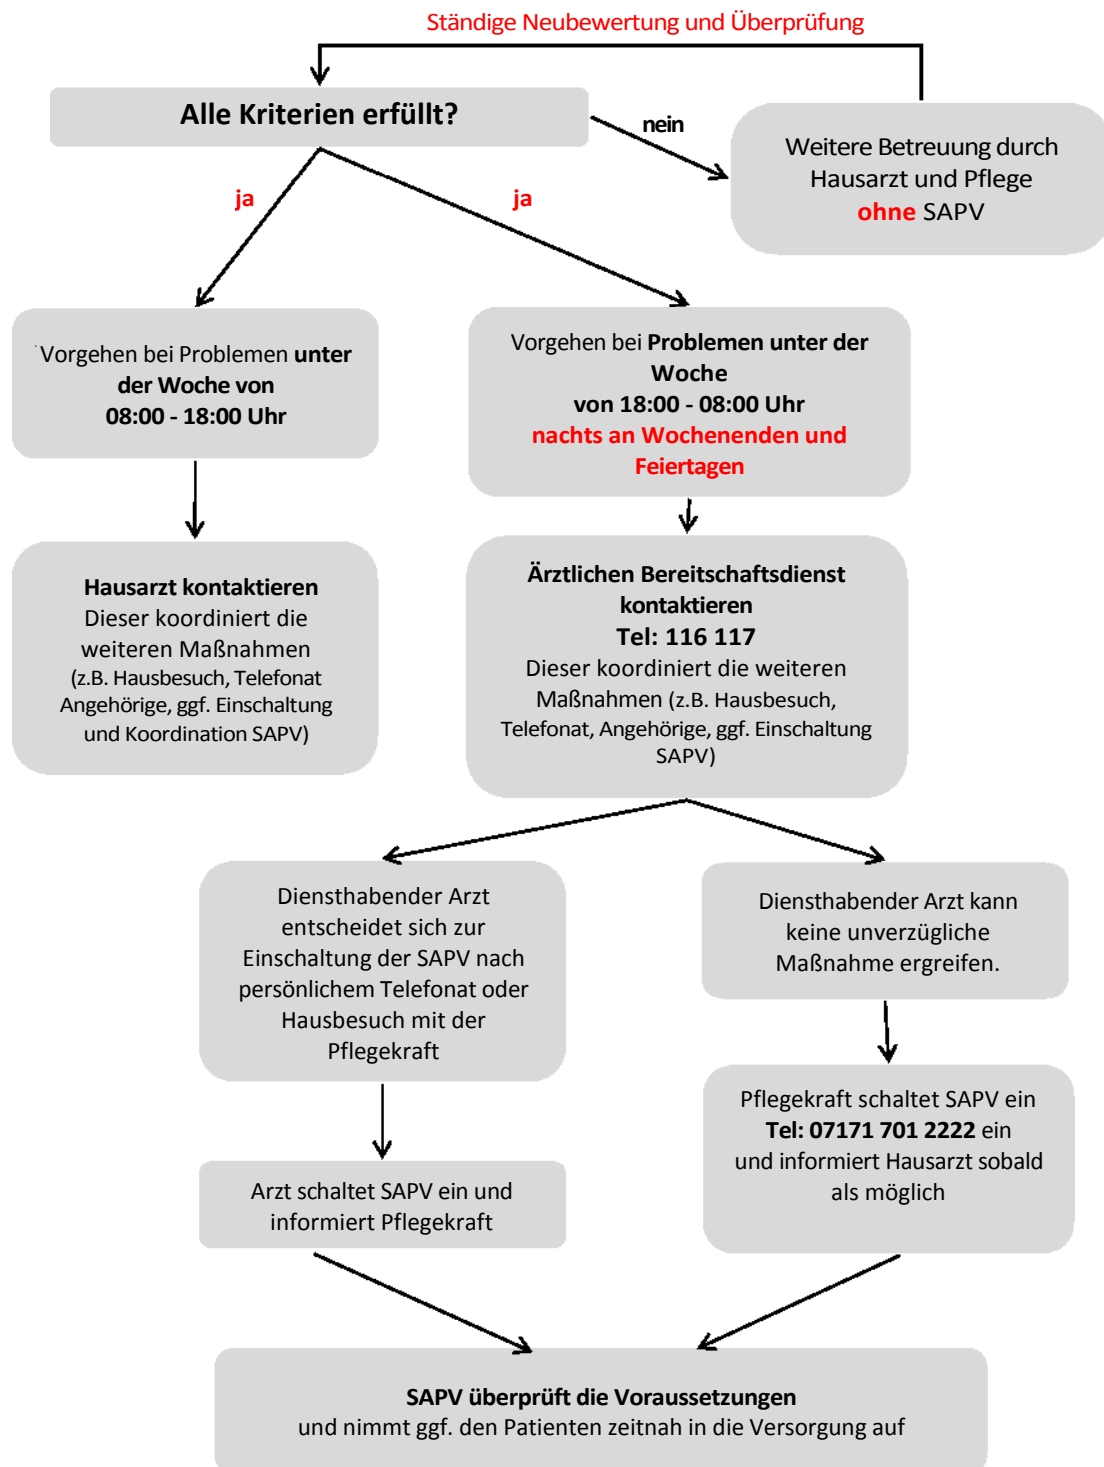 Ständige Neubewertung und Überprüfung
Alle Kriterien erfüllt?
nein
Weitere Betreuung durch
Hausarzt und Pflege
ohne SAPV
ja
ja
Vorgehen bei Problemen unter
der Woche von
08:00 - 18:00 Uhr
Vorgehen bei Problemen unter der
Woche
von 18:00 - 08:00 Uhr
nachts an Wochenenden und
Feiertagen
Hausarzt kontaktieren
Dieser koordiniert die
weiteren Maßnahmen
(z.B. Hausbesuch, Telefonat
Angehörige, ggf. Einschaltung
und Koordination SAPV)
Ärztlichen Bereitschaftsdienst
kontaktieren
Tel: 116 117
Dieser koordiniert die weiteren
Maßnahmen (z.B. Hausbesuch,
Telefonat, Angehörige, ggf. Einschaltung
SAPV)
Diensthabender Arzt
entscheidet sich zur
Einschaltung der SAPV nach
persönlichem Telefonat oder
Hausbesuch mit der
Pflegekraft
Diensthabender Arzt kann
keine unverzügliche
Maßnahme ergreifen.
Arzt schaltet SAPV ein und
informiert Pflegekraft
Pflegekraft schaltet SAPV ein
Tel: 07171 701 2222 ein
und informiert Hausarzt sobald
als möglich
SAPV überprüft die Voraussetzungen
und nimmt ggf. den Patienten zeitnah in die Versorgung auf